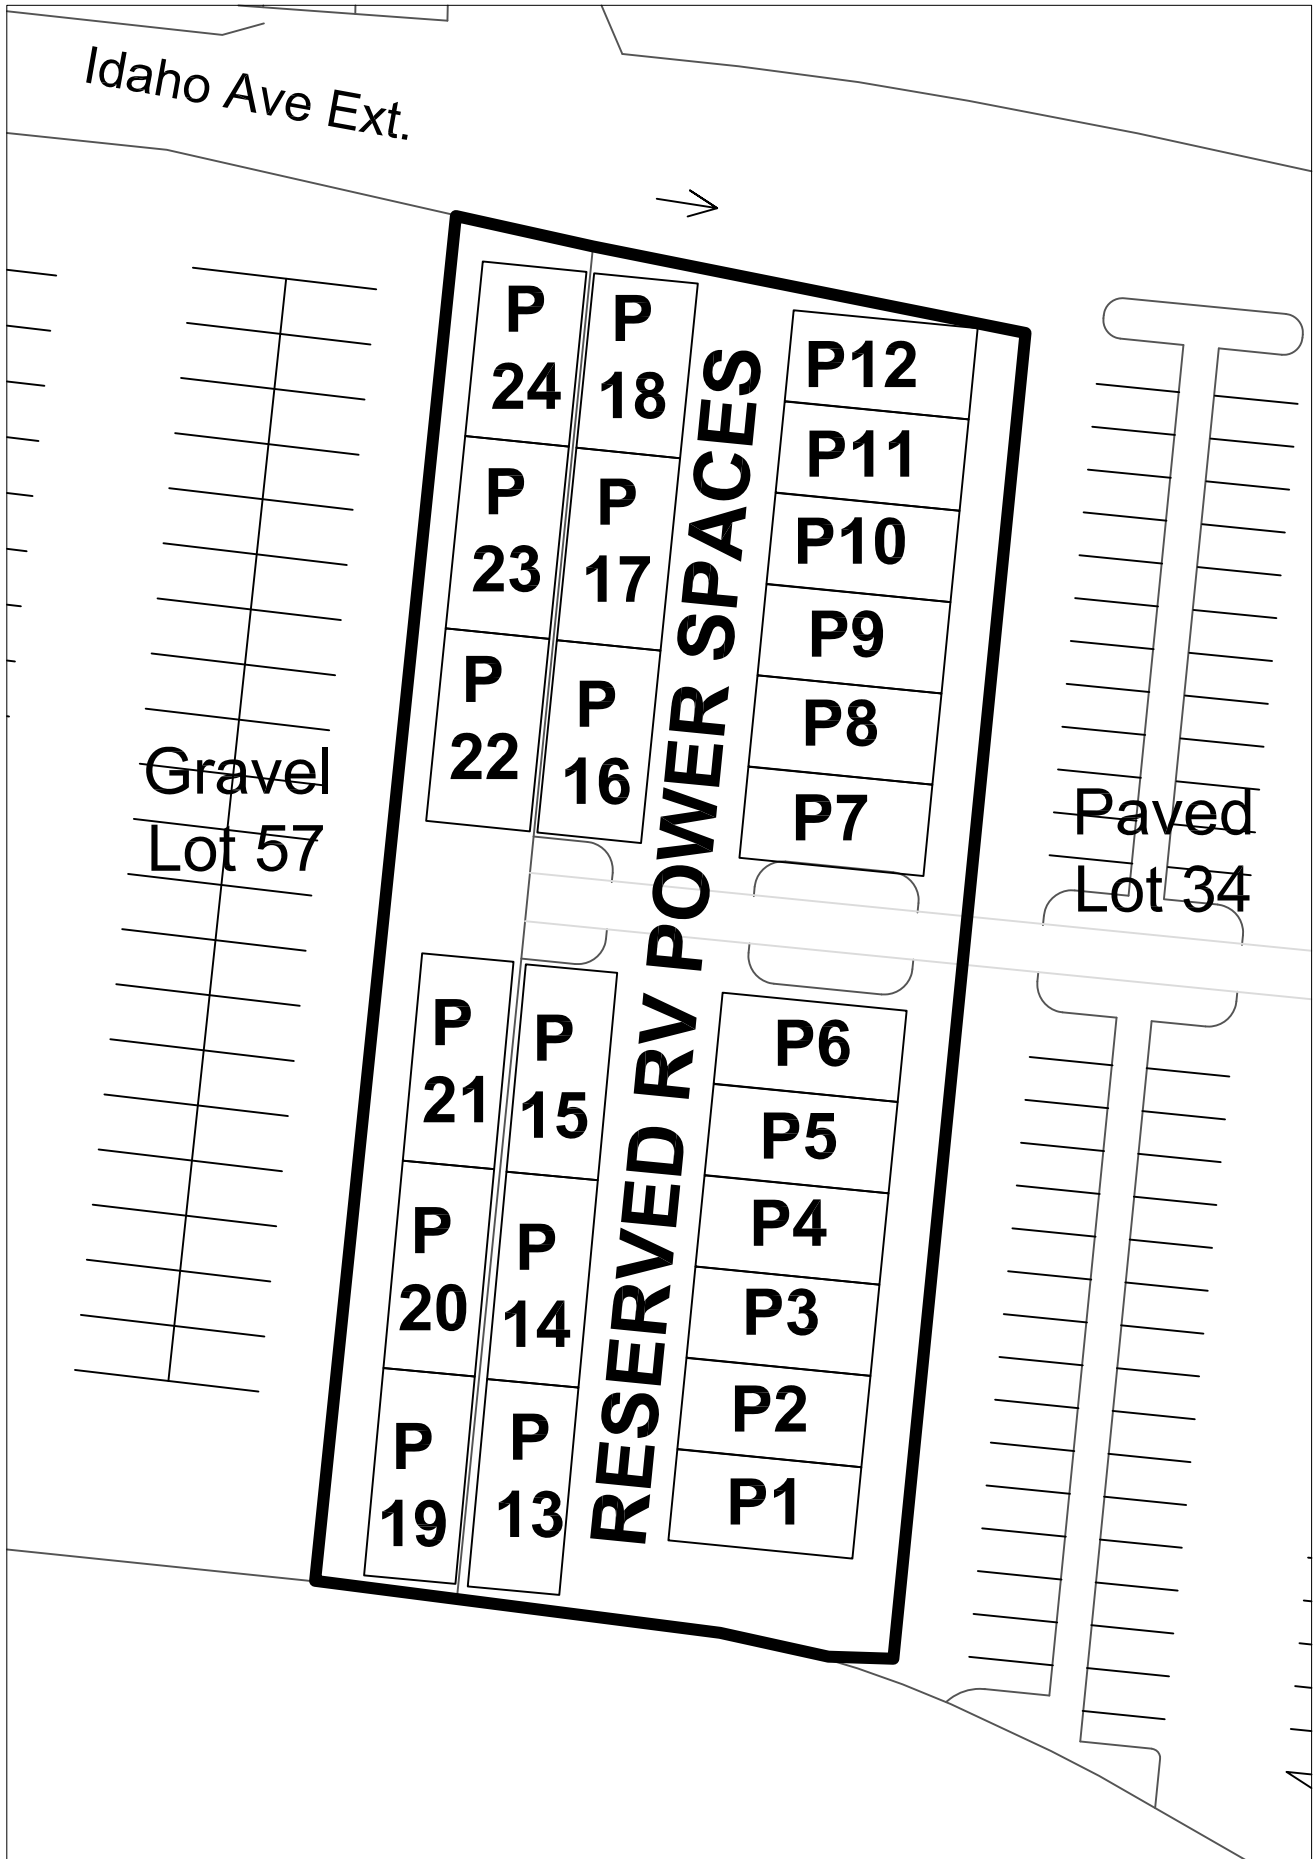 Idaho Ave Ext.
P
24
P
18
P12
P11
P
23
P
17
P10
P9
P
22
P
16
P8
P7
RESERVED RV POWER SPACES
Gravel
Lot 57
Paved
Lot 34
P
21
P
15
P6
P5
P
20
P
14
P4
P3
P
19
P
13
P2
P1